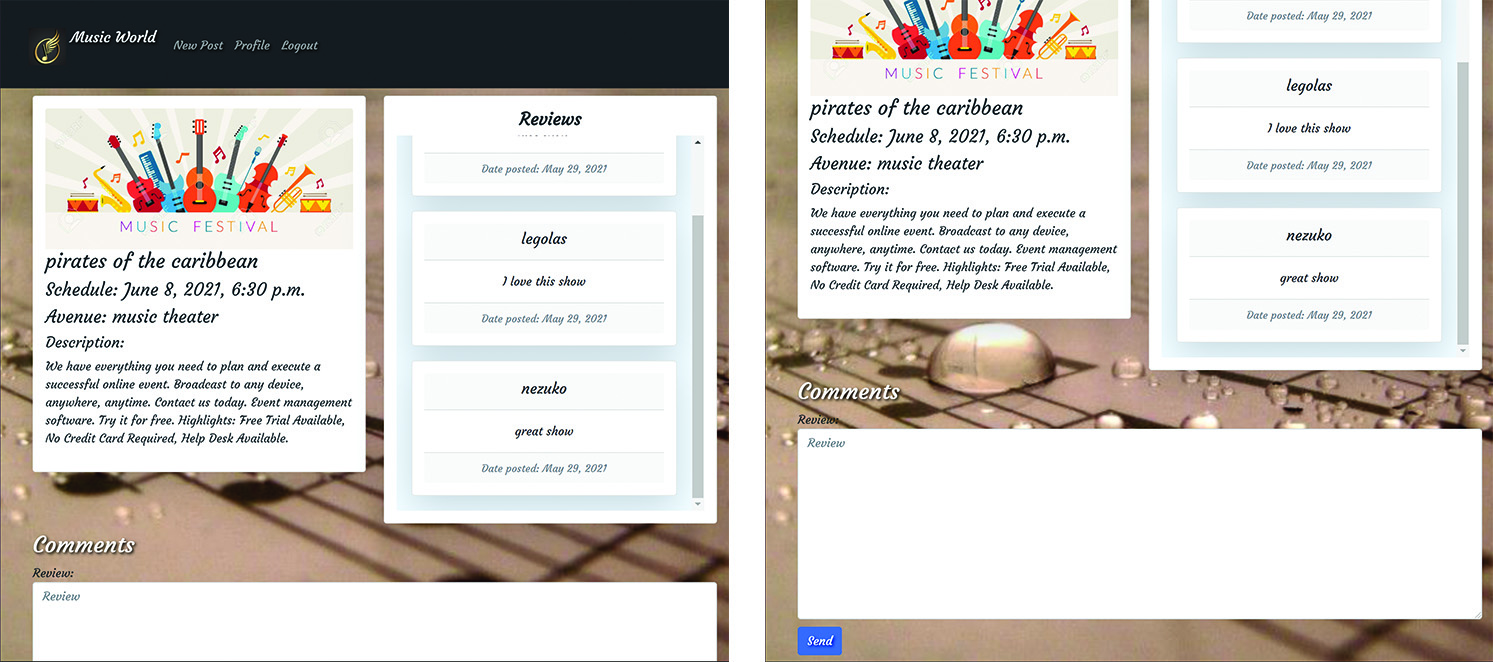 Music World
New Post Profile Logout
MUSIC FESTIVAL
pirates of the caribbean
Schedule: June 8, 2021, 6:30 p.m.
Avenue: music theater
Description:
We have everything you need to plan and execute a
successful online event. Broadcast to any device,
anywhere, anytime. Contact us today. Event management
software. Try it for free. Highlights: Free Trial Available,
No Credit Card Required, Help Desk Available.
Reviews
Date posted: May 29, 2021
legolas
I love this show
Date posted: May 29, 2021
nezuko
great show
Date posted: May 29, 2021
Comments
Review:
Review
MUSIC FESTIVAL
pirates of the caribbean
Schedule: June 8, 2021, 6:30 p.m.
Avenue: music theater
Description:
We have everything you need to plan and execute a
successful online event. Broadcast to any device,
anywhere, anytime. Contact us today. Event management
software. Try it for free. Highlights: Free Trial Available,
No Credit Card Required, Help Desk Available.
Date posted: May 29, 2021
legolas
I love this show
Date posted: May 29, 2021
nezuko
great show
Date posted: May 29, 2021
Comments
Review:
Review
Send